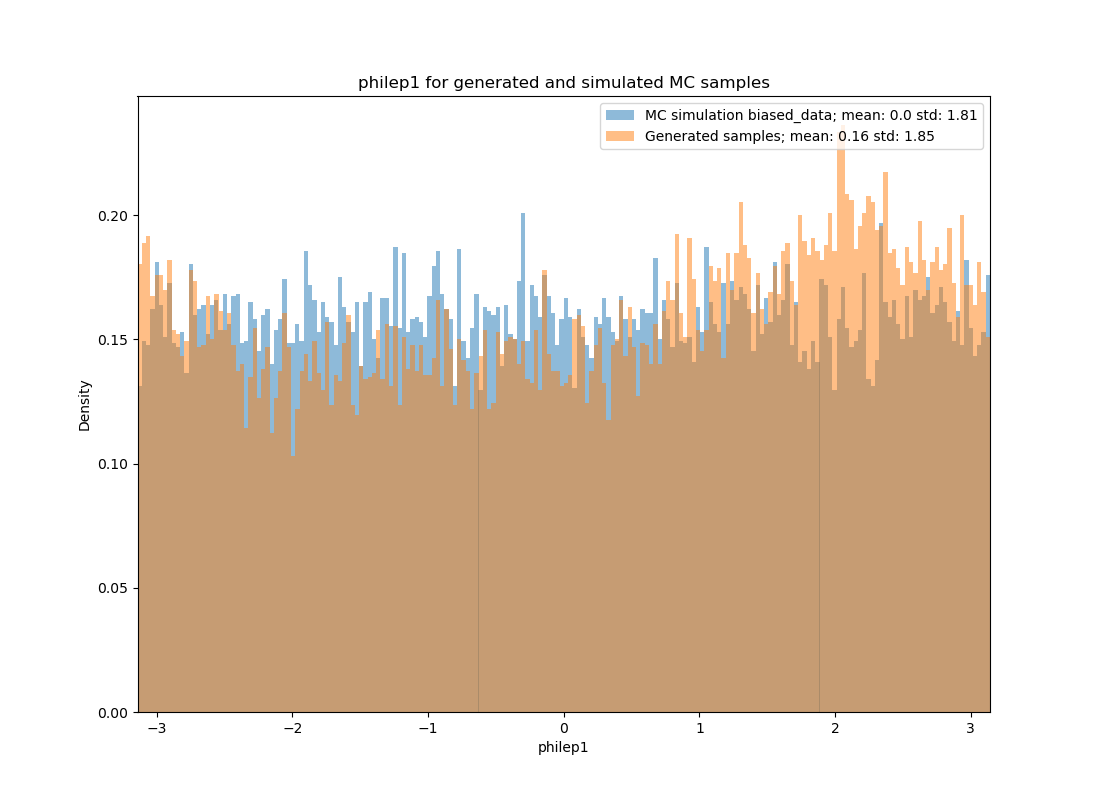 philep1 for generated and simulated MC samples
MC simulation biased_data; mean: 0.0 std: 1.81
Generated samples; mean: 0.16 std: 1.85
Density
0.20
0.15
0.10
0.05
0.00
−3 −2 −1 0 1 2 3
philep1